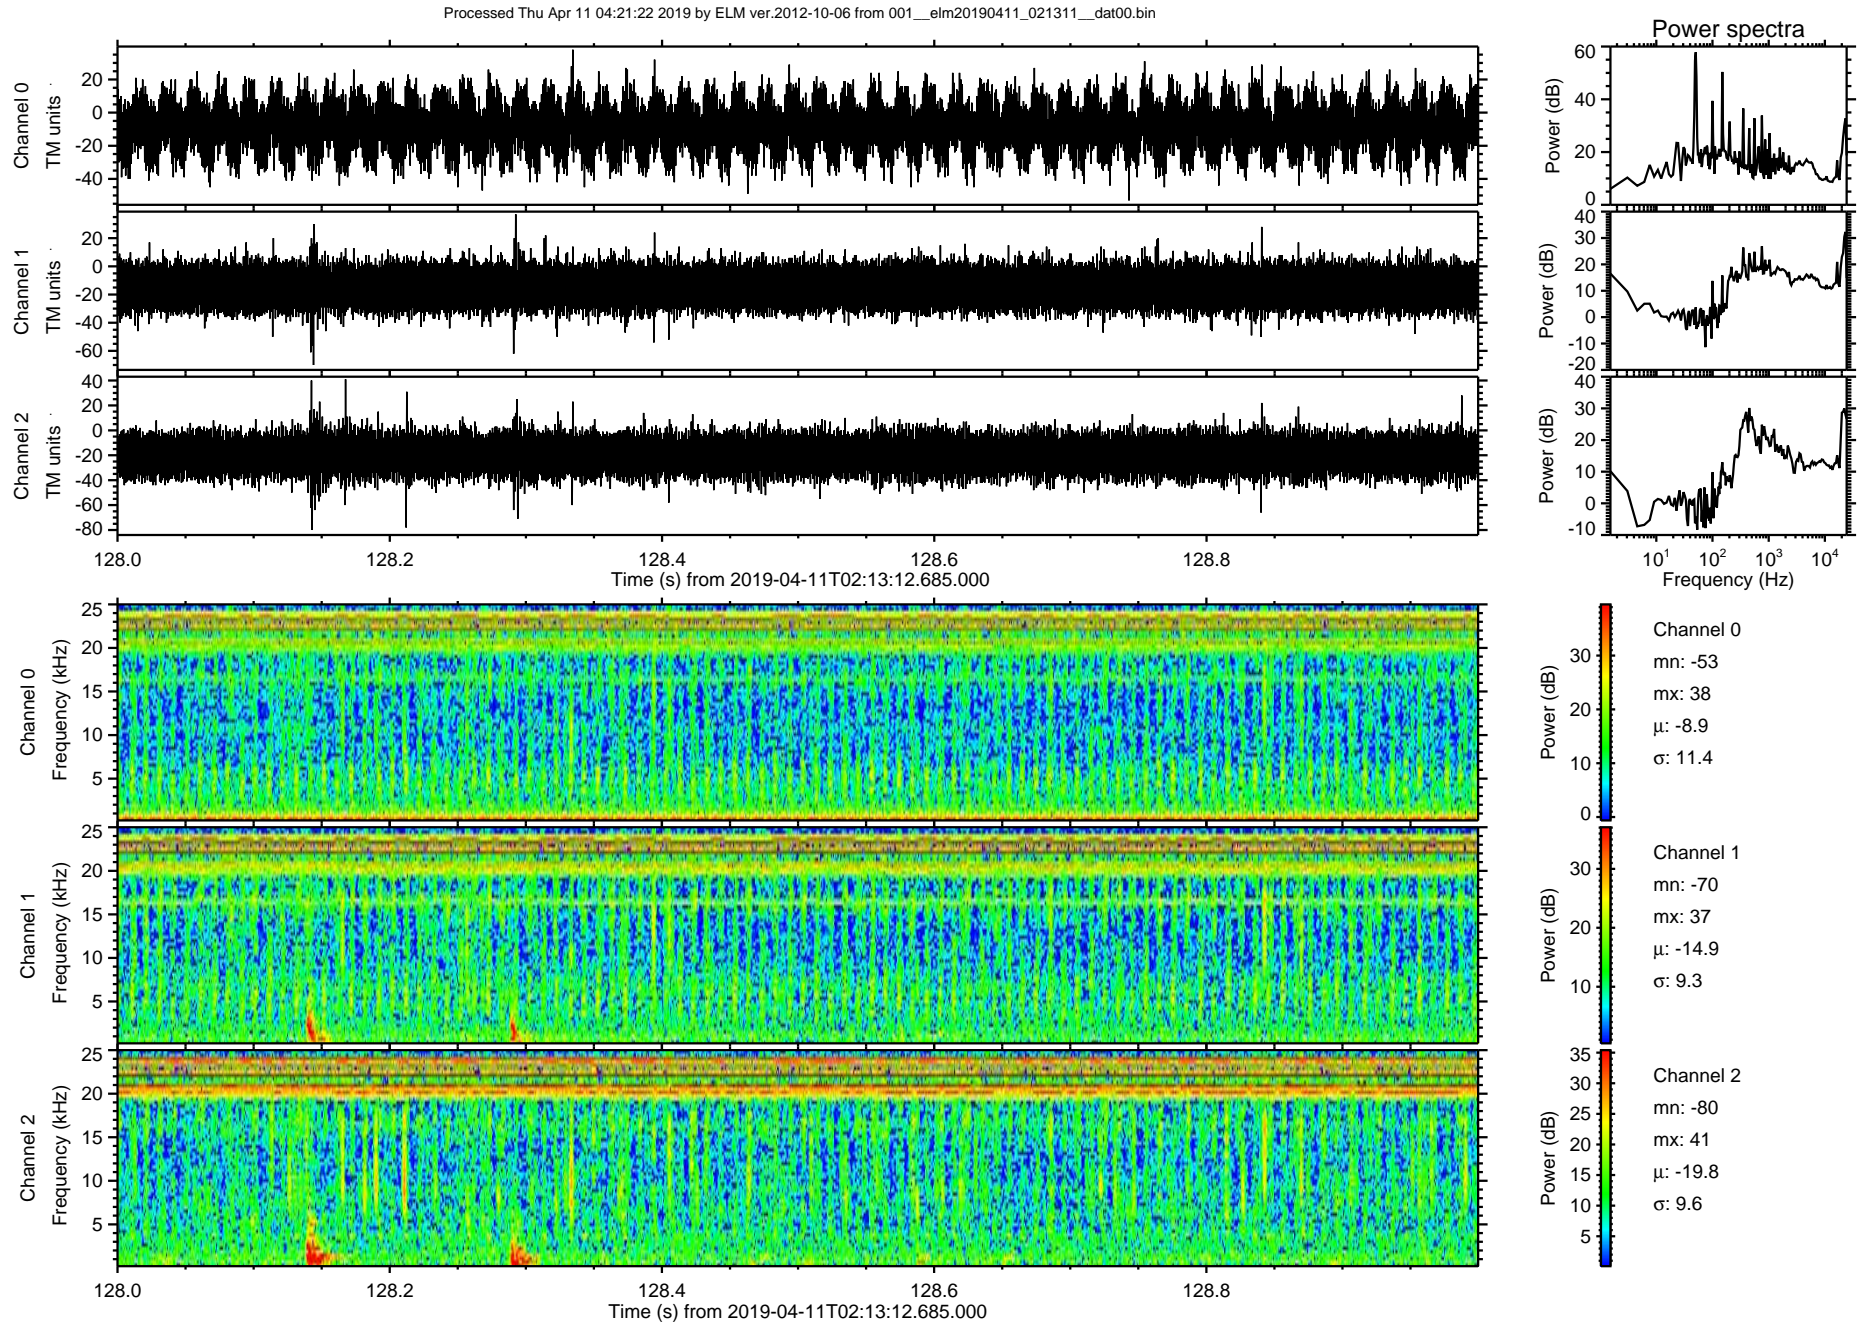 Processed Thu Apr 11 04:21:22 2019 by ELM ver.2012-10-06 from 001__elm20190411_021311__dat00.bin
Power spectra
Channel 0
TM units
20
0
-20
-40
Power (dB)
60
40
20
0
Channel 1
TM units
20
0
-20
-40
-60
Power (dB)
40
30
20
10
0
-10
-20
Channel 2
TM units
40
20
0
-20
-40
-60
-80
Power (dB)
40
30
20
10
0
-10
128.0 128.2 128.4 128.6 128.8
Time (s) from 2019-04-11T02:13:12.685.000
10¹ 10² 10³ 10⁴
Frequency (Hz)
Channel 0
Frequency (kHz)
25
20
15
10
5
Power (dB)
30
20
10
0
Channel 0
mn: -53
mx: 38
μ: -8.9
σ: 11.4
Channel 1
Frequency (kHz)
25
20
15
10
5
Power (dB)
30
20
10
Channel 1
mn: -70
mx: 37
μ: -14.9
σ: 9.3
Channel 2
Frequency (kHz)
25
20
15
10
5
Power (dB)
35
30
25
20
15
10
5
Channel 2
mn: -80
mx: 41
μ: -19.8
σ: 9.6
128.0 128.2 128.4 128.6 128.8
Time (s) from 2019-04-11T02:13:12.685.000